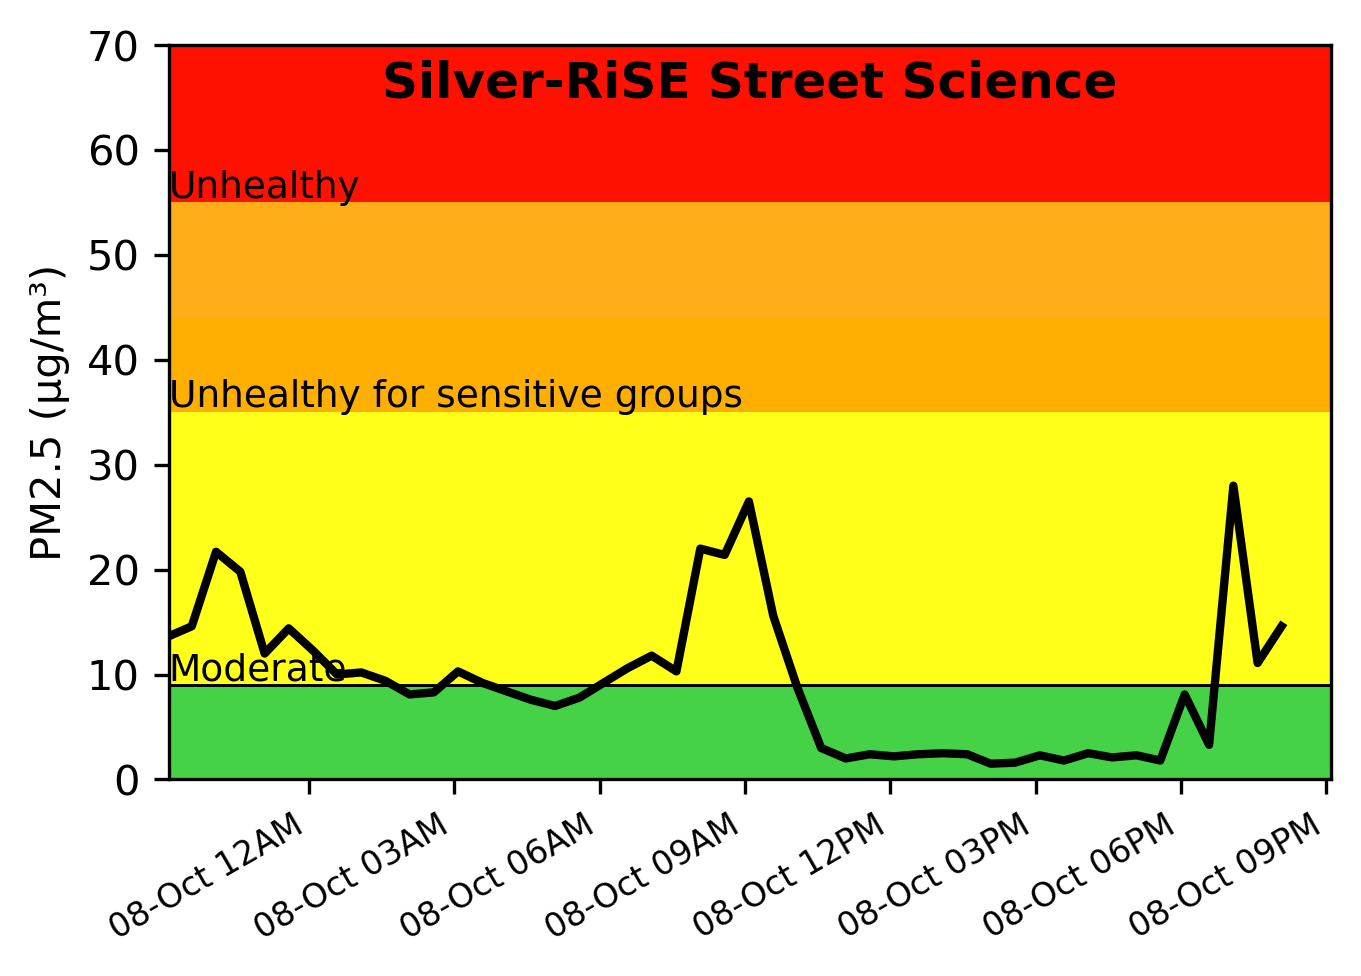 Silver-RiSE Street Science
PM2.5 (µg/m³)
70
60
50
40
30
20
10
0
Unhealthy
Unhealthy for sensitive groups
Moderate
08-Oct 12AM
08-Oct 03AM
08-Oct 06AM
08-Oct 09AM
08-Oct 12PM
08-Oct 03PM
08-Oct 06PM
08-Oct 09PM